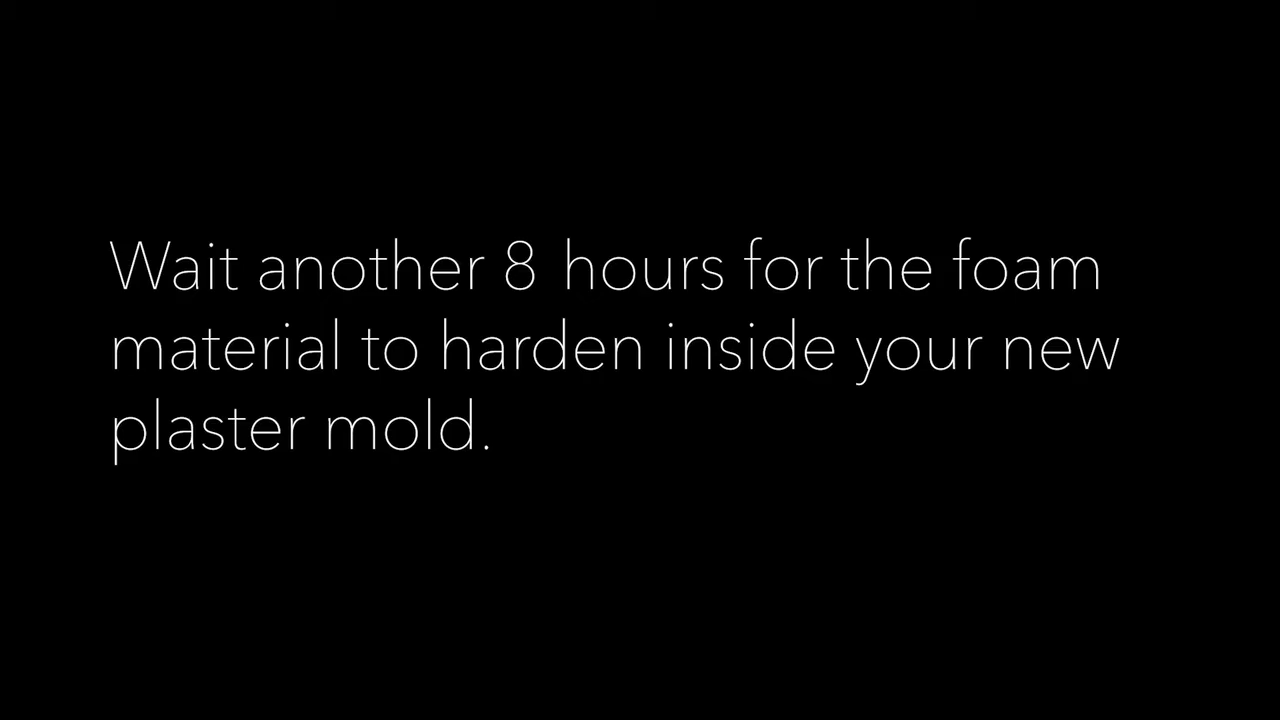 Wait another 8 hours for the foam
material to harden inside your new
plaster mold.